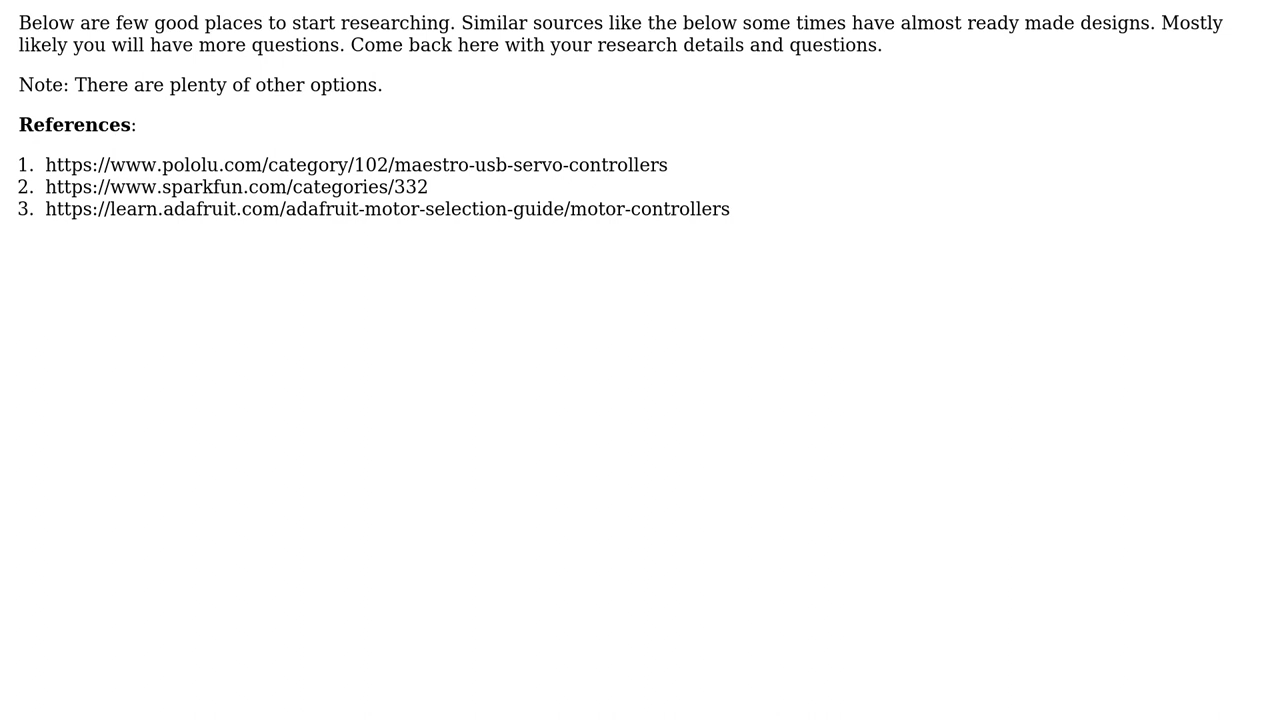 Below are few good places to start researching. Similar sources like the below some times have almost ready made designs. Mostly
likely you will have more questions. Come back here with your research details and questions.
Note: There are plenty of other options.
References:
1. https://www.pololu.com/category/102/maestro-usb-servo-controllers
2. https://www.sparkfun.com/categories/332
3. https://learn.adafruit.com/adafruit-motor-selection-guide/motor-controllers